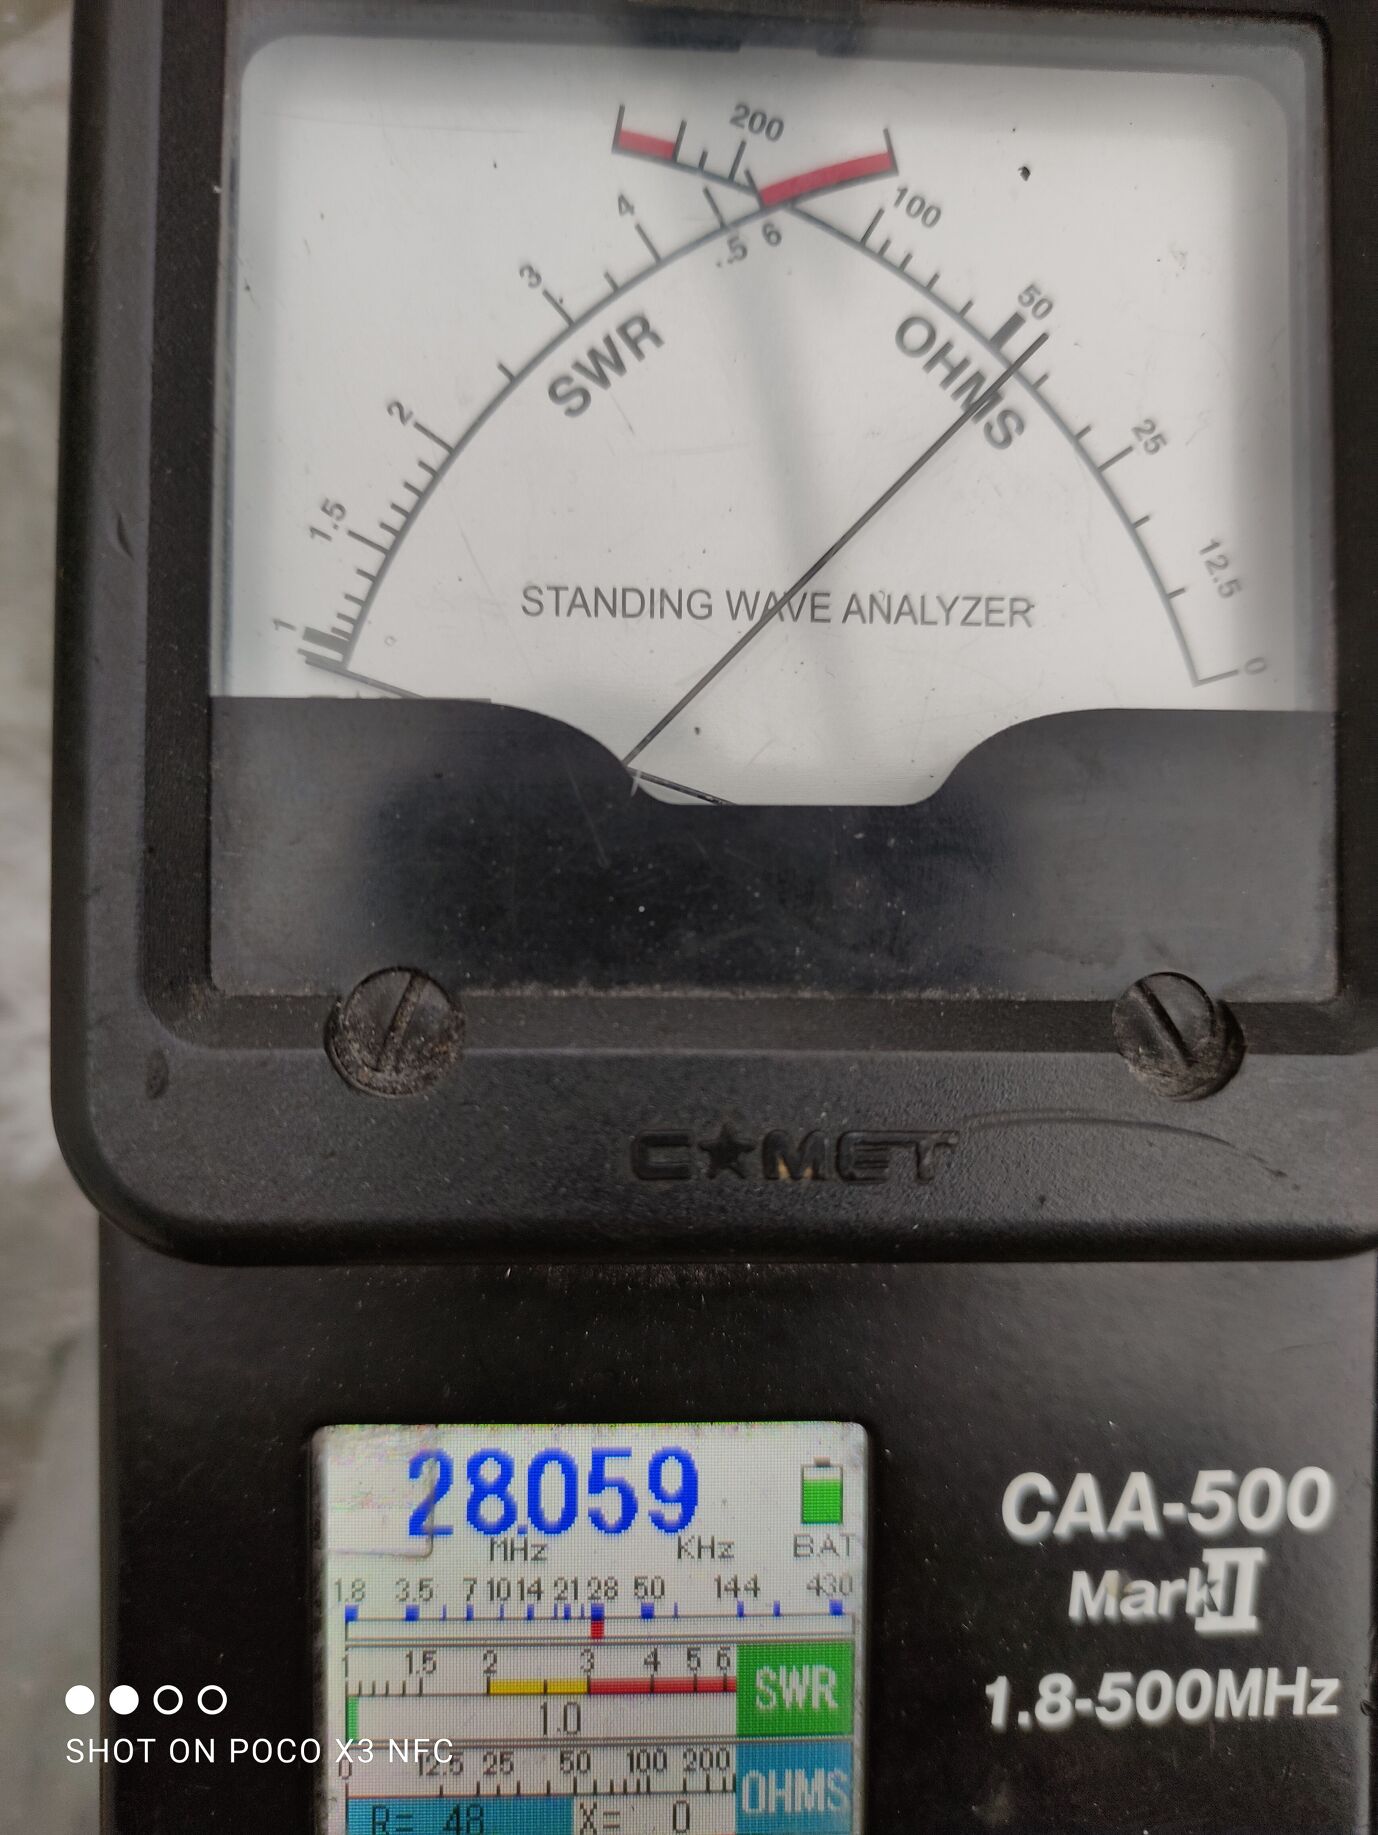 200
4
.5
6
100
3
50
SWR
OHMS
2
25
1.5
12.5
STANDING WAVE ANALYZER
1
0
COMET
28.059
MHz KHz BAT
CAA-500
Mark II
1.8-500MHz
1.8 3.5 7 10 14 21 28 50 144 430
1 1.5 2 3 4 5 6
SWR
1.0
0 12.5 25 50 100 200
OHMS
R= 48 X= 0
SHOT ON POCO X3 NFC